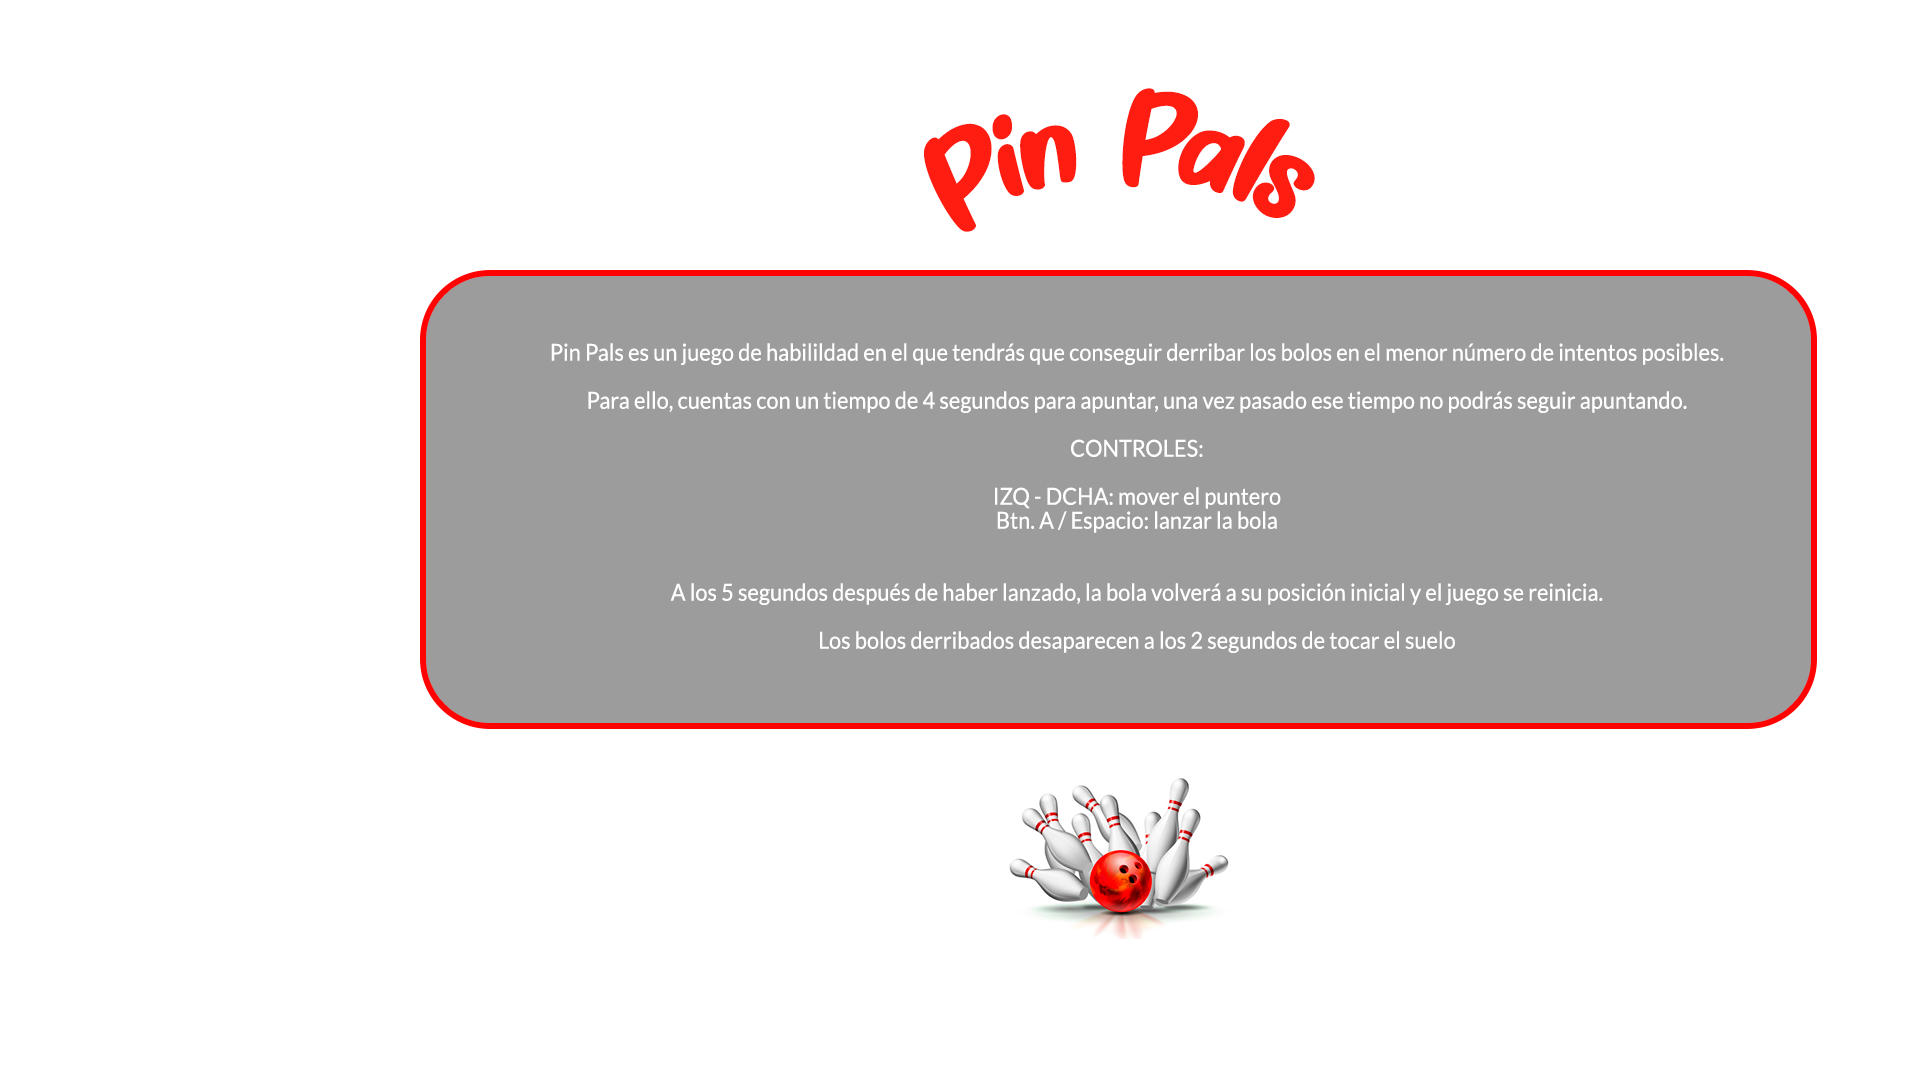 Pin Pals
Pin Pals es un juego de habilildad en el que tendrás que conseguir derribar los bolos en el menor número de intentos posibles.
Para ello, cuentas con un tiempo de 4 segundos para apuntar, una vez pasado ese tiempo no podrás seguir apuntando.
CONTROLES:
IZQ - DCHA: mover el puntero
Btn. A / Espacio: lanzar la bola
A los 5 segundos después de haber lanzado, la bola volverá a su posición inicial y el juego se reinicia.
Los bolos derribados desaparecen a los 2 segundos de tocar el suelo